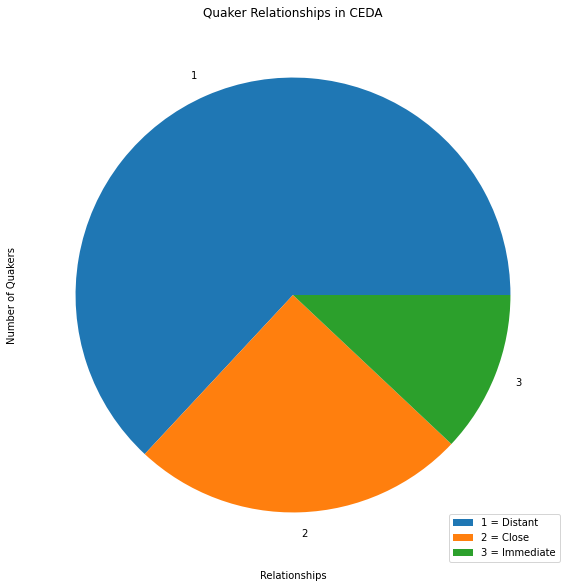 Quaker Relationships in CEDA
1
Number of Quakers
3
2
1 = Distant
2 = Close
3 = Immediate
Relationships